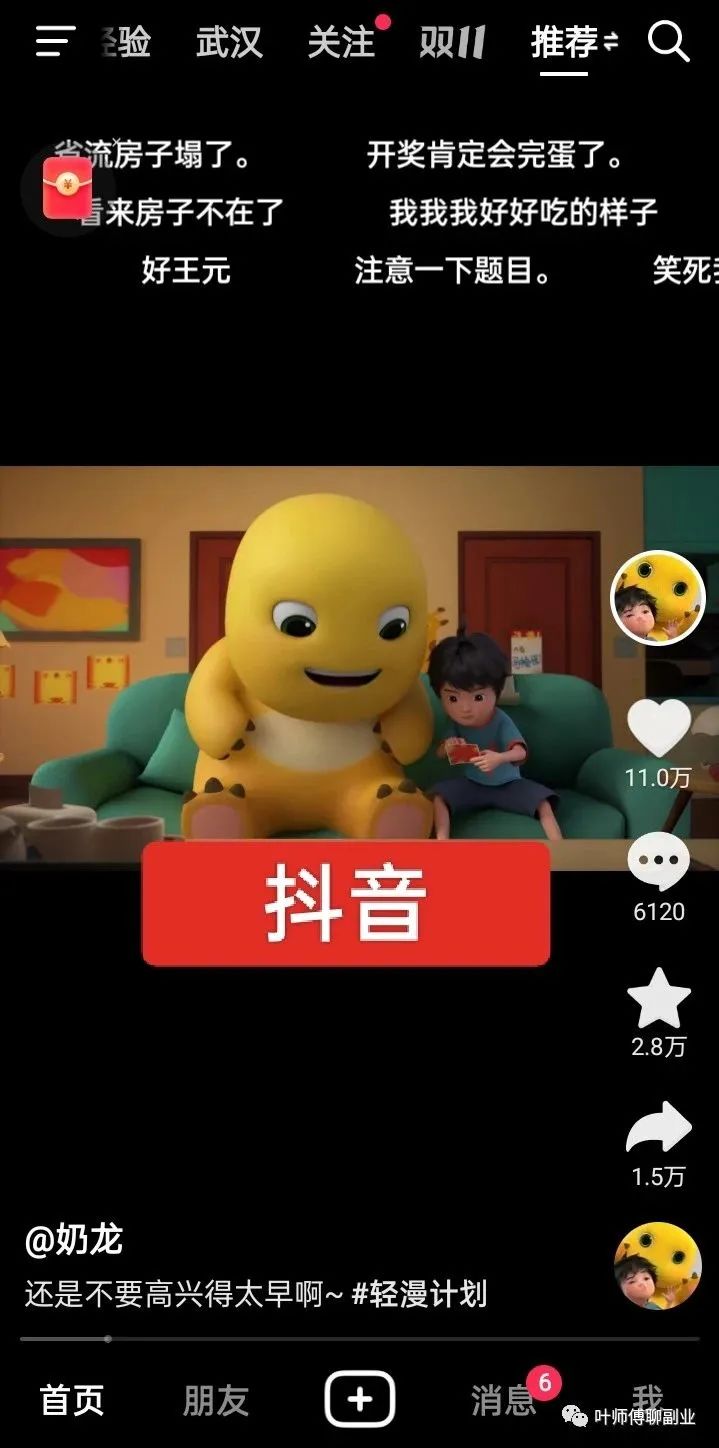 经验 武汉 关注 双11 推荐
省流房子塌了。 开奖肯定会完蛋了。
看来房子不在了 我我我好好吃的样子
好王元 注意一下题目。 笑死我
11.0万
抖音
6120
2.8万
1.5万
@奶龙
还是不要高兴得太早啊~ #轻漫计划
首页 朋友 消息 6 我
叶师傅聊副业